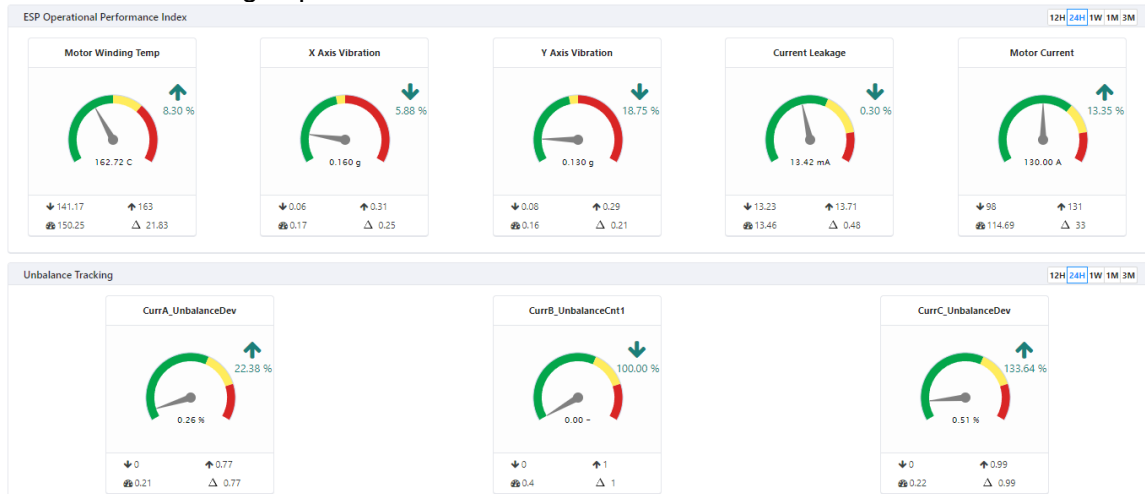 ESP Operational Performance Index
12H 24H 1W 1M 3M
Motor Winding Temp
8.30 %
162.72 C
141.17 163
150.25 Δ 21.83
X Axis Vibration
5.88 %
0.160 g
0.06 0.31
0.17 Δ 0.25
Y Axis Vibration
18.75 %
0.130 g
0.08 0.29
0.16 Δ 0.21
Current Leakage
0.30 %
13.42 mA
13.23 13.71
13.46 Δ 0.48
Motor Current
13.35 %
130.00 A
98 131
114.69 Δ 33
Unbalance Tracking
12H 24H 1W 1M 3M
CurrA_UnbalanceDev
22.38 %
0.26 %
0 0.77
0.21 Δ 0.77
CurrB_UnbalanceCnt1
100.00 %
0.00 -
0 1
0.4 Δ 1
CurrC_UnbalanceDev
133.64 %
0.51 %
0 0.99
0.22 Δ 0.99